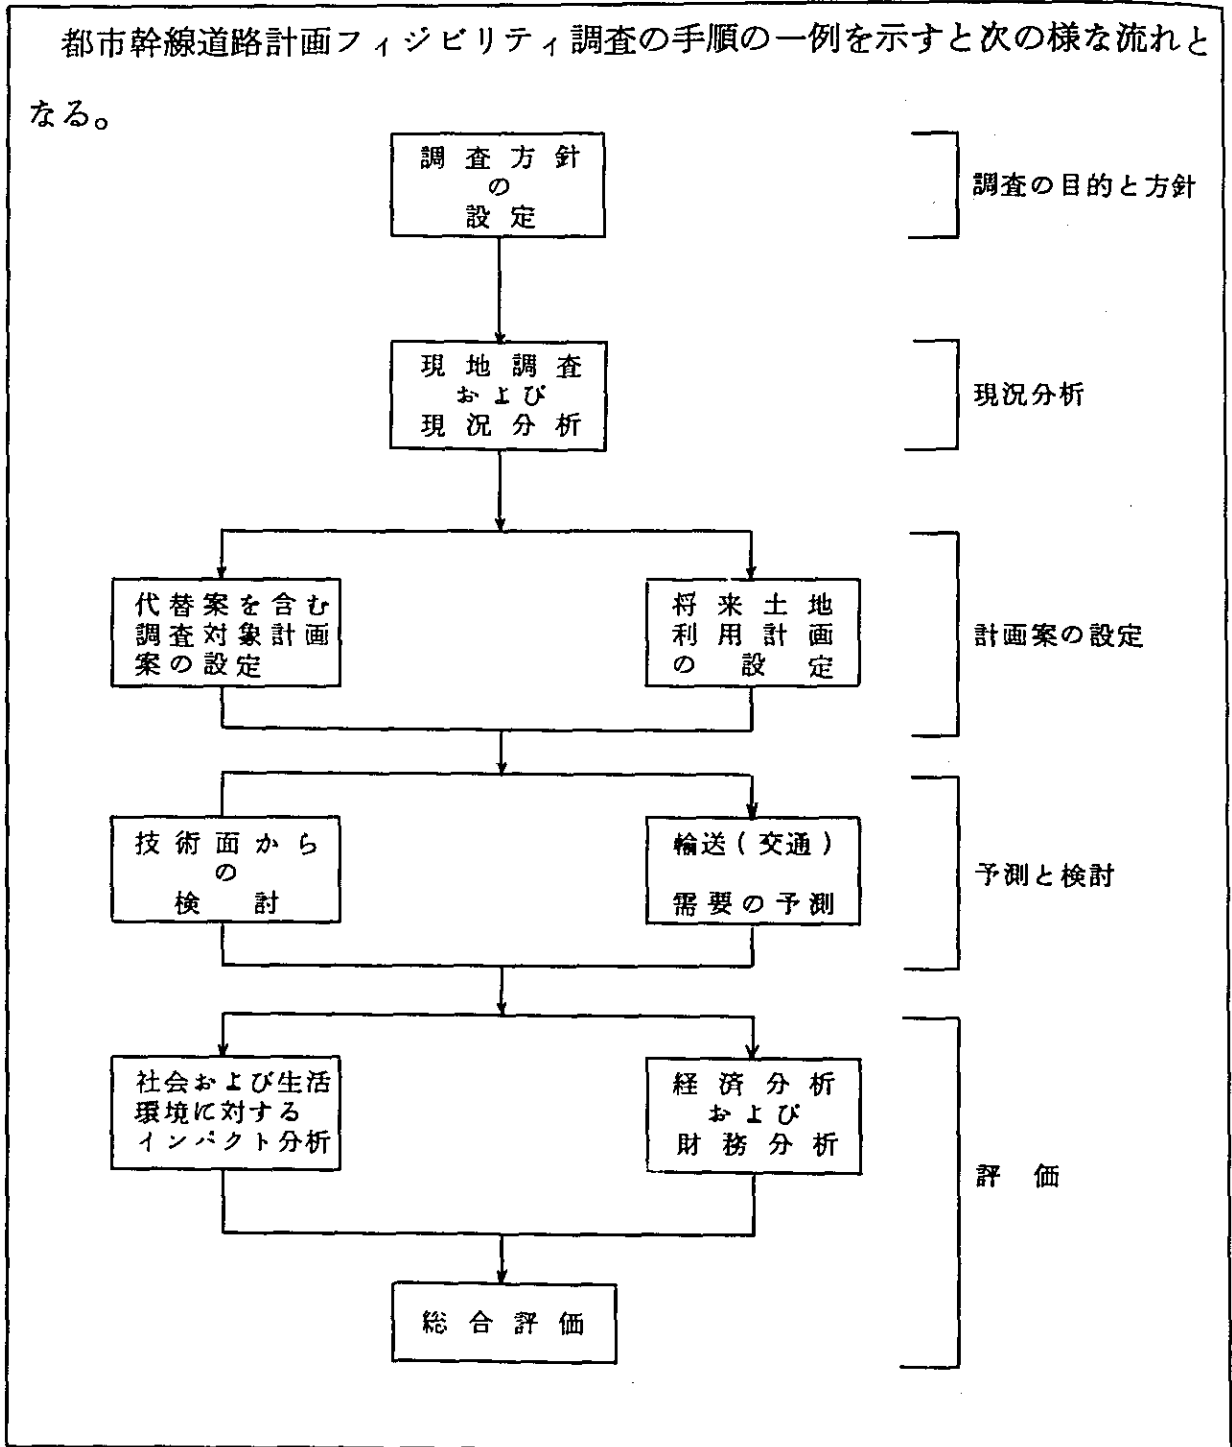 都市幹線道路計画フィジビリティ調査の手順の一例を示すと次の様な流れと
なる。
調査方針
の
設定
調査の目的と方針
現地調査
および
現況分析
現況分析
代替案を含む
調査対象計画
案の設定
将来土地
利用計画
の設定
計画案の設定
技術面から
の
検討
輸送(交通)
需要の予測
予測と検討
社会および生活
環境に対する
インパクト分析
経済分析
および
財務分析
評価
総合評価